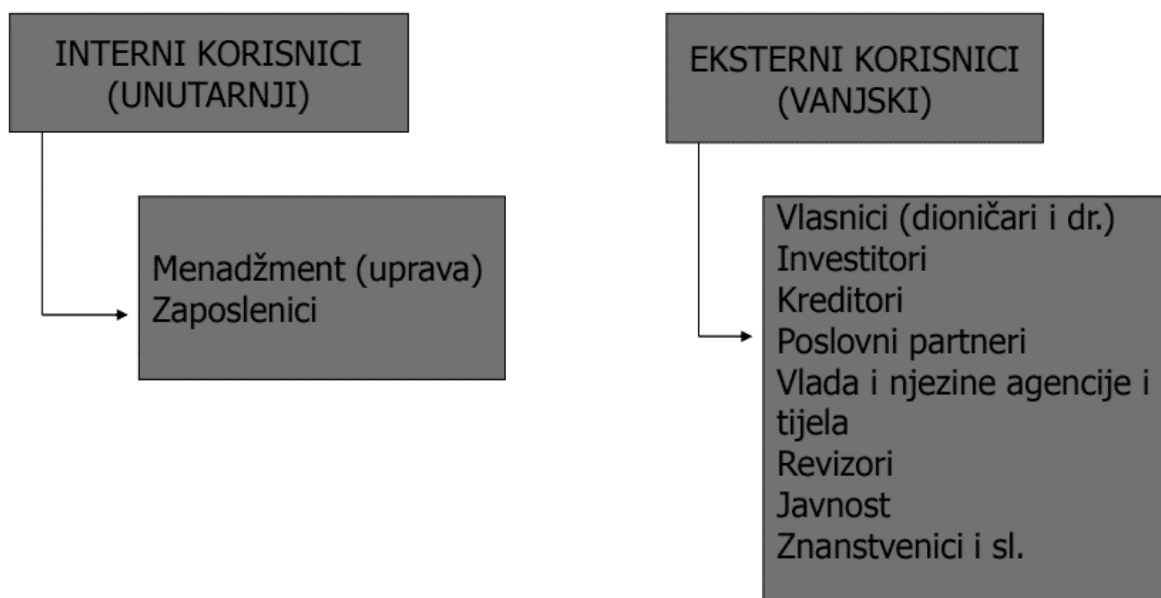 INTERNI KORISNICI
(UNUTARNJI)
Menadžment (uprava)
Zaposlenici
EKSTERNI KORISNICI
(VANJSKI)
Vlasnici (dioničari i dr.)
Investitori
Kreditori
Poslovni partneri
Vlada i njezine agencije i
tijela
Revizori
Javnost
Znanstvenici i sl.